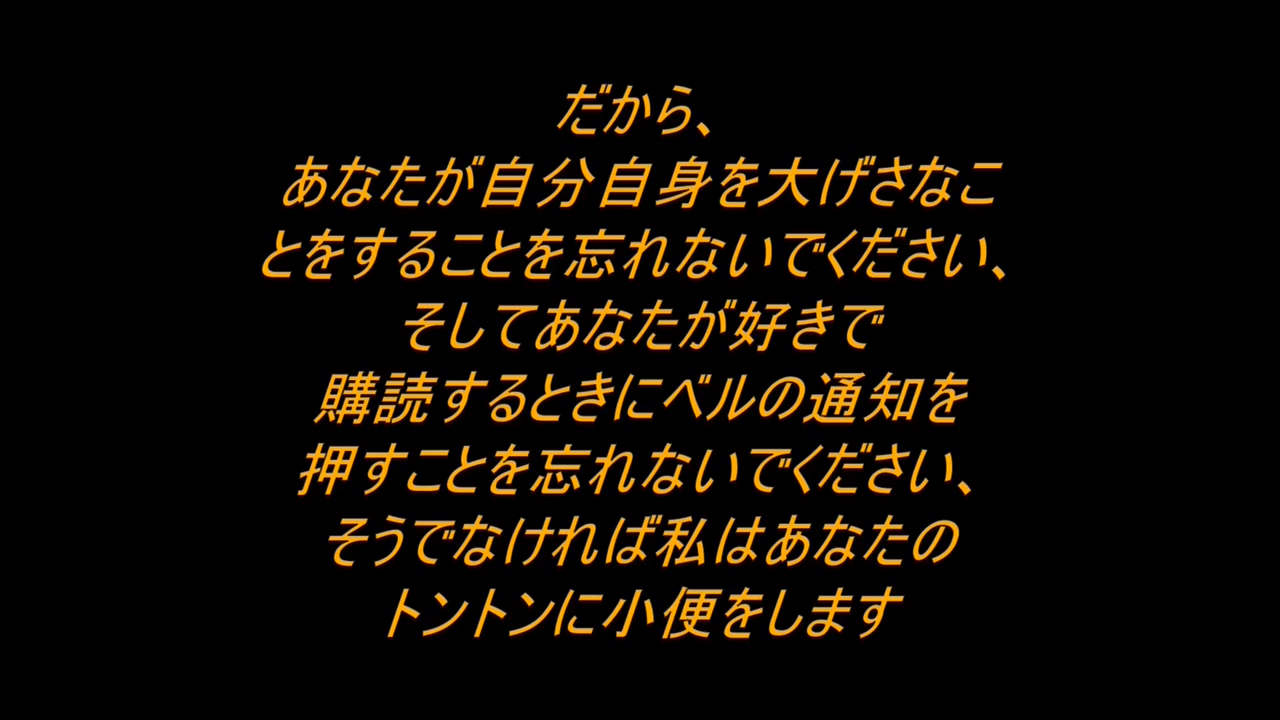 だから、
あなたが自分自身を大げさなこ
とをすることを忘れないでください、
そしてあなたが好きで
購読するときにベルの通知を
押すことを忘れないでください、
そうでなければ私はあなたの
トントンに小便をします